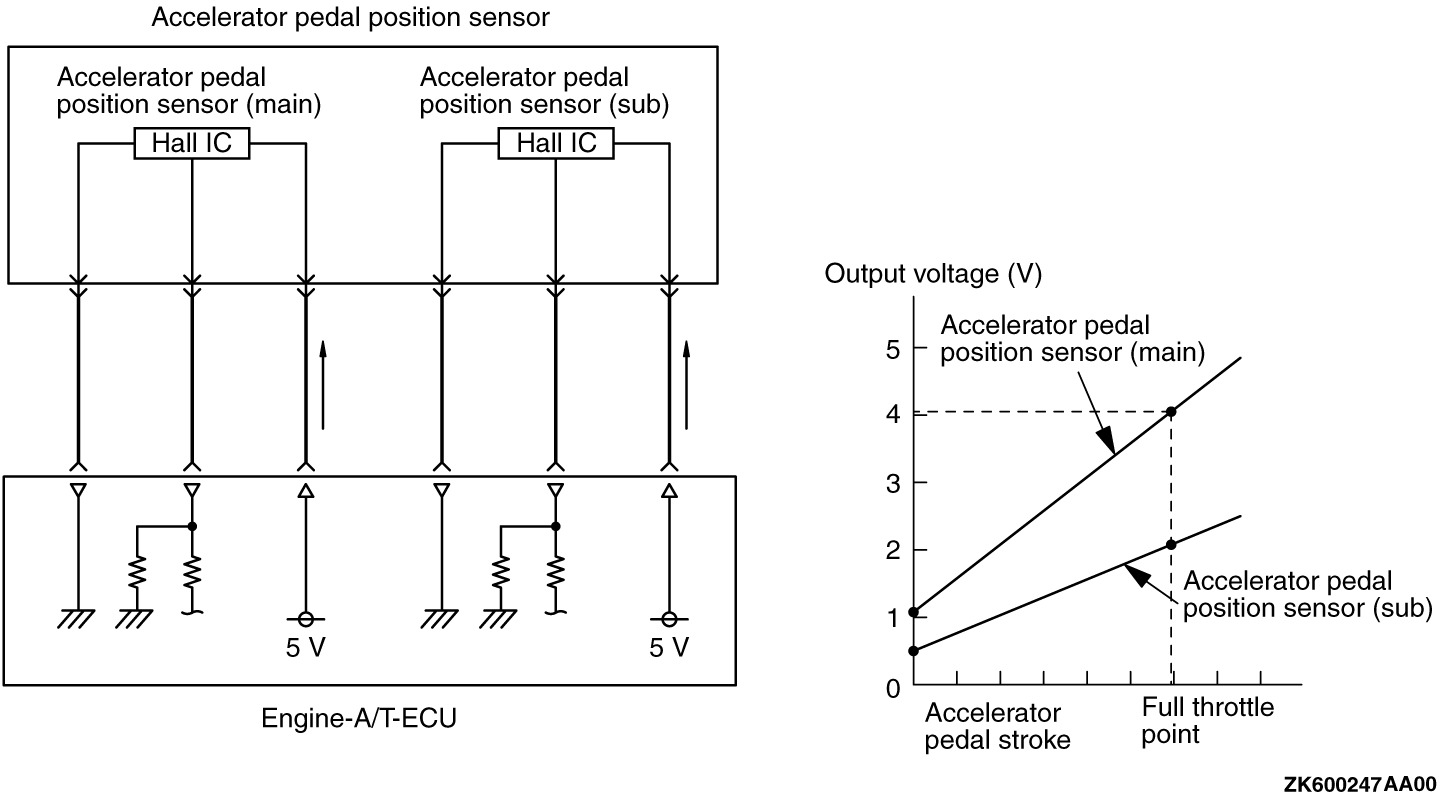 Accelerator pedal position sensor
Accelerator pedal
position sensor (main)
Accelerator pedal
position sensor (sub)
Hall IC
Hall IC
5 V
5 V
Engine-A/T-ECU
Output voltage (V)
Accelerator pedal
position sensor (main)
5
4
3
2
1
0
Accelerator pedal
position sensor (sub)
Accelerator
pedal stroke
Full throttle
point
ZK600247AA00